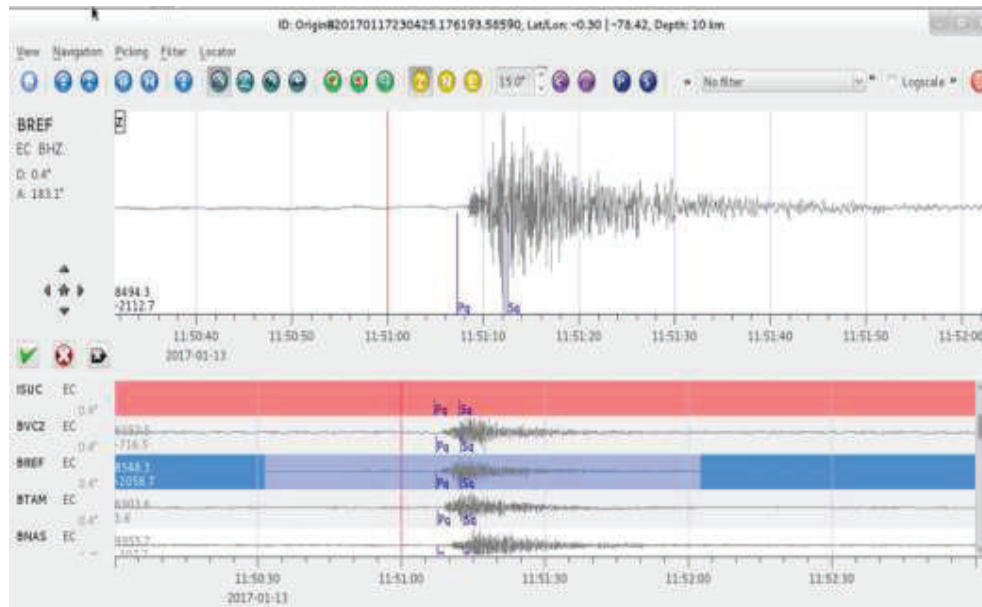 ID: Origin#20170117230425.176193.58590, Lat/Lon: -0.30 | -78.42, Depth: 10 km
View Navigation Picking Filter Locator
15.0° No filter Logscale
BREF
EC BHZ
D: 0.4°
A: 183.1°
Z
8494.3
-2112.7
Pg Sg
11:50:40 11:50:50 11:51:00 11:51:10 11:51:20 11:51:30 11:51:40 11:51:50 11:52:00
2017-01-13
ISUC EC
0.4°
Pg Sg
BVC2 EC
0.4°
-716.5
Pg Sg
BREF EC
0.4°
8548.3
-2058.7
Pg Sg
BTAM EC
0.4°
Pg Sg
BNAS EC
11:50:30 11:51:00 11:51:30 11:52:00 11:52:30
2017-01-13